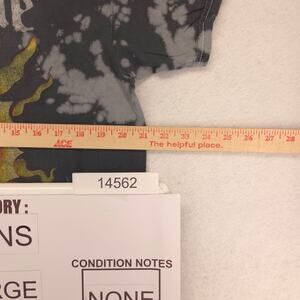 15 16 17 18 19 20 21 22 23 24 25 26 27 28
ACE The helpful place.
14562
ORY:
NS
CONDITION NOTES
RGE
NONE